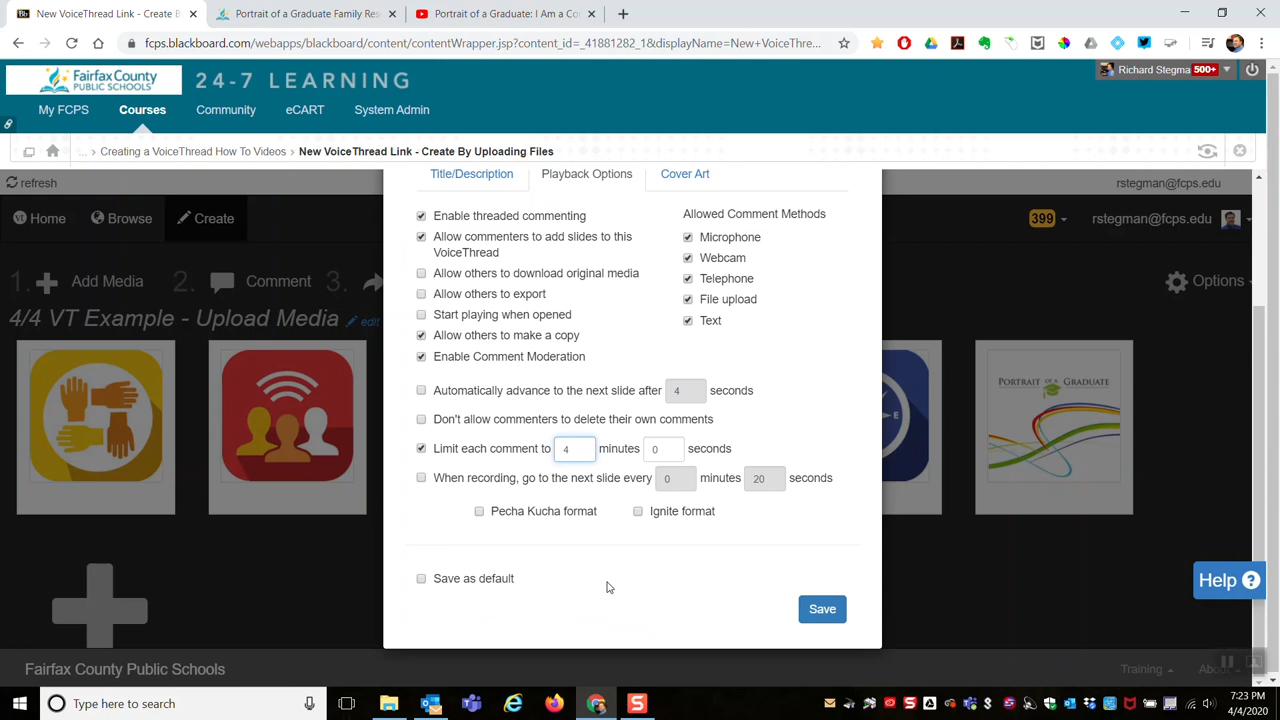 New VoiceThread Link - Create B
Portrait of a Graduate Family Res
Portrait of a Graduate: I Am a Co
fcps.blackboard.com/webapps/blackboard/content/contentWrapper.jsp?content_id=_41881282_1&displayName=New+VoiceThre...
Fairfax County
PUBLIC SCHOOLS
24-7 LEARNING
Richard Stegma 500+
My FCPS Courses Community eCART System Admin
... > Creating a VoiceThread How To Videos > New VoiceThread Link - Create By Uploading Files
refresh
rstegman@fcps.edu
Title/Description Playback Options Cover Art
Home Browse Create
399 rstegman@fcps.edu
Enable threaded commenting
Allow commenters to add slides to this
VoiceThread
Allow others to download original media
Allow others to export
Start playing when opened
Allow others to make a copy
Enable Comment Moderation
Allowed Comment Methods
Microphone
Webcam
Telephone
File upload
Text
1. Add Media 2. Comment 3.
Options
4/4 VT Example - Upload Media edit
PORTRAIT OF A GRADUATE
Automatically advance to the next slide after 4 seconds
Don't allow commenters to delete their own comments
Limit each comment to 4 minutes 0 seconds
When recording, go to the next slide every 0 minutes 20 seconds
Pecha Kucha format Ignite format
Save as default
Save
Help ?
Fairfax County Public Schools
Training
Abou
Type here to search
7:23 PM
4/4/2020